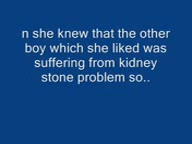 n she knew that the other
boy which she liked was
suffering from kidney
stone problem so..